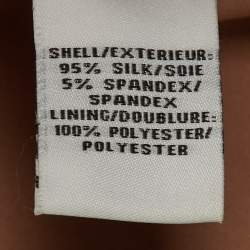 SHELL/EXTERIEUR:
95% SILK/SOIE
5% SPANDEX/
SPANDEX
LINING/DOUBLURE:
100% POLYESTER/
POLYESTER